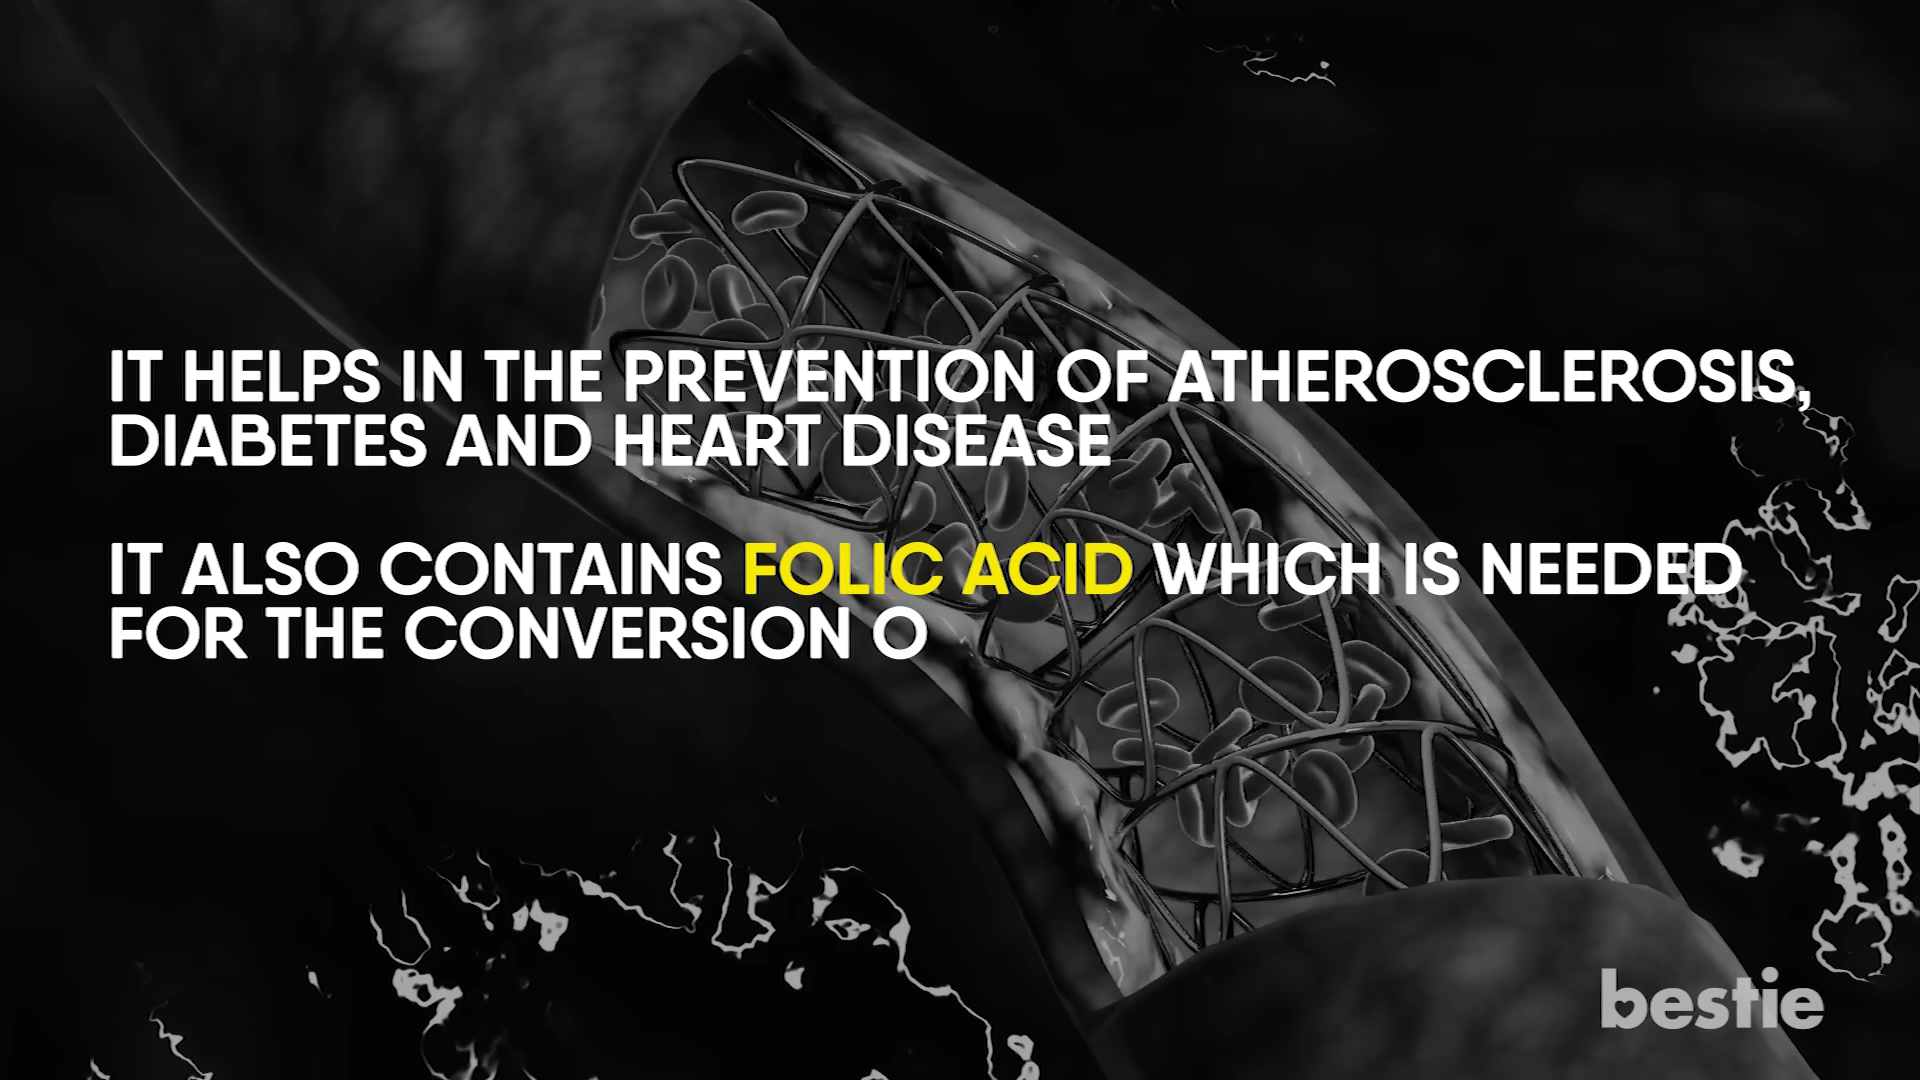 IT HELPS IN THE PREVENTION OF ATHEROSCLEROSIS,
DIABETES AND HEART DISEASE
IT ALSO CONTAINS FOLIC ACID WHICH IS NEEDED
FOR THE CONVERSION O
bestie